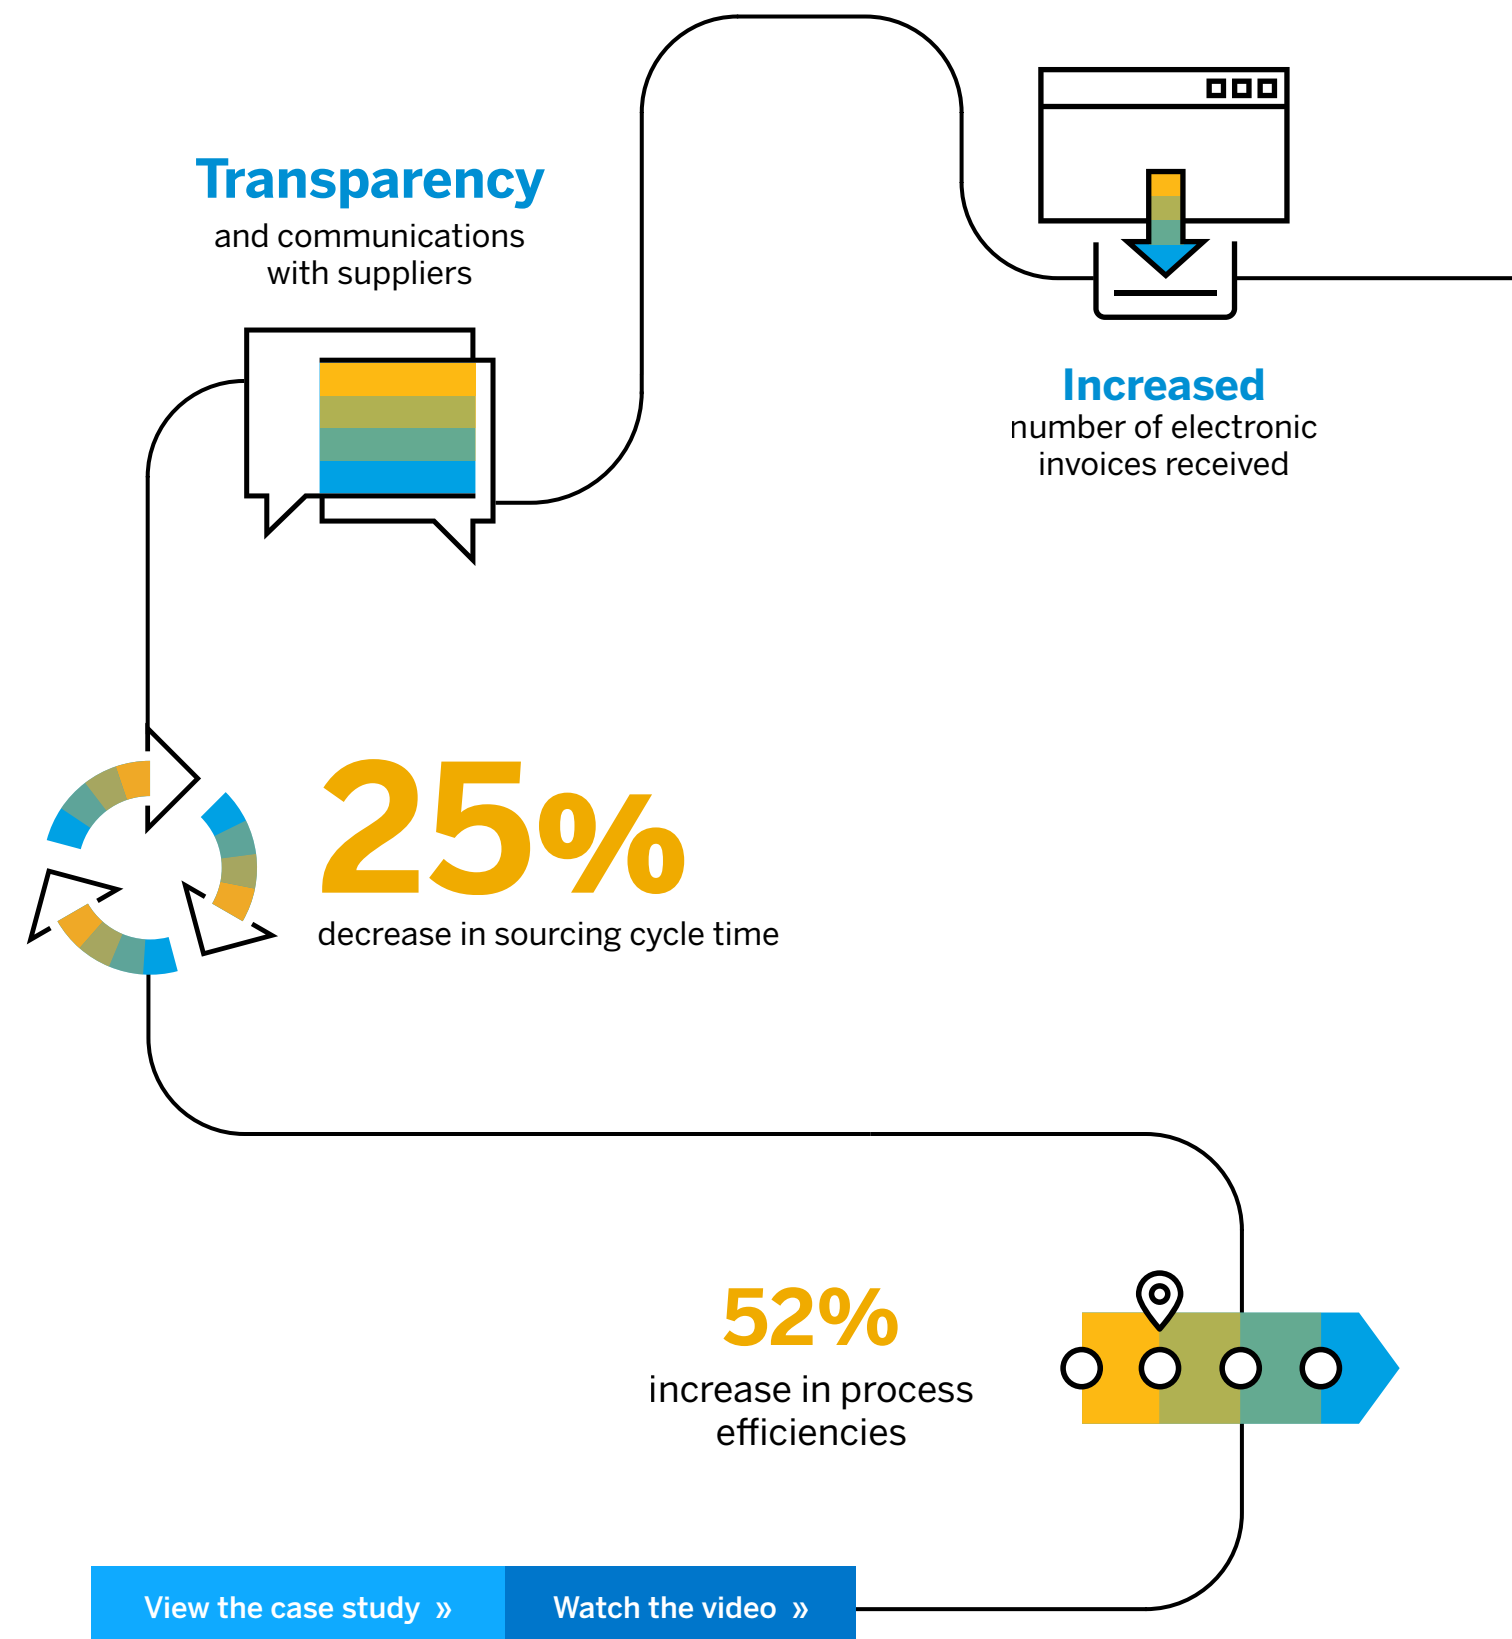 Transparency
and communications
with suppliers
Increased
number of electronic
invoices received
25%
decrease in sourcing cycle time
52%
increase in process
efficiencies
View the case study »
Watch the video »